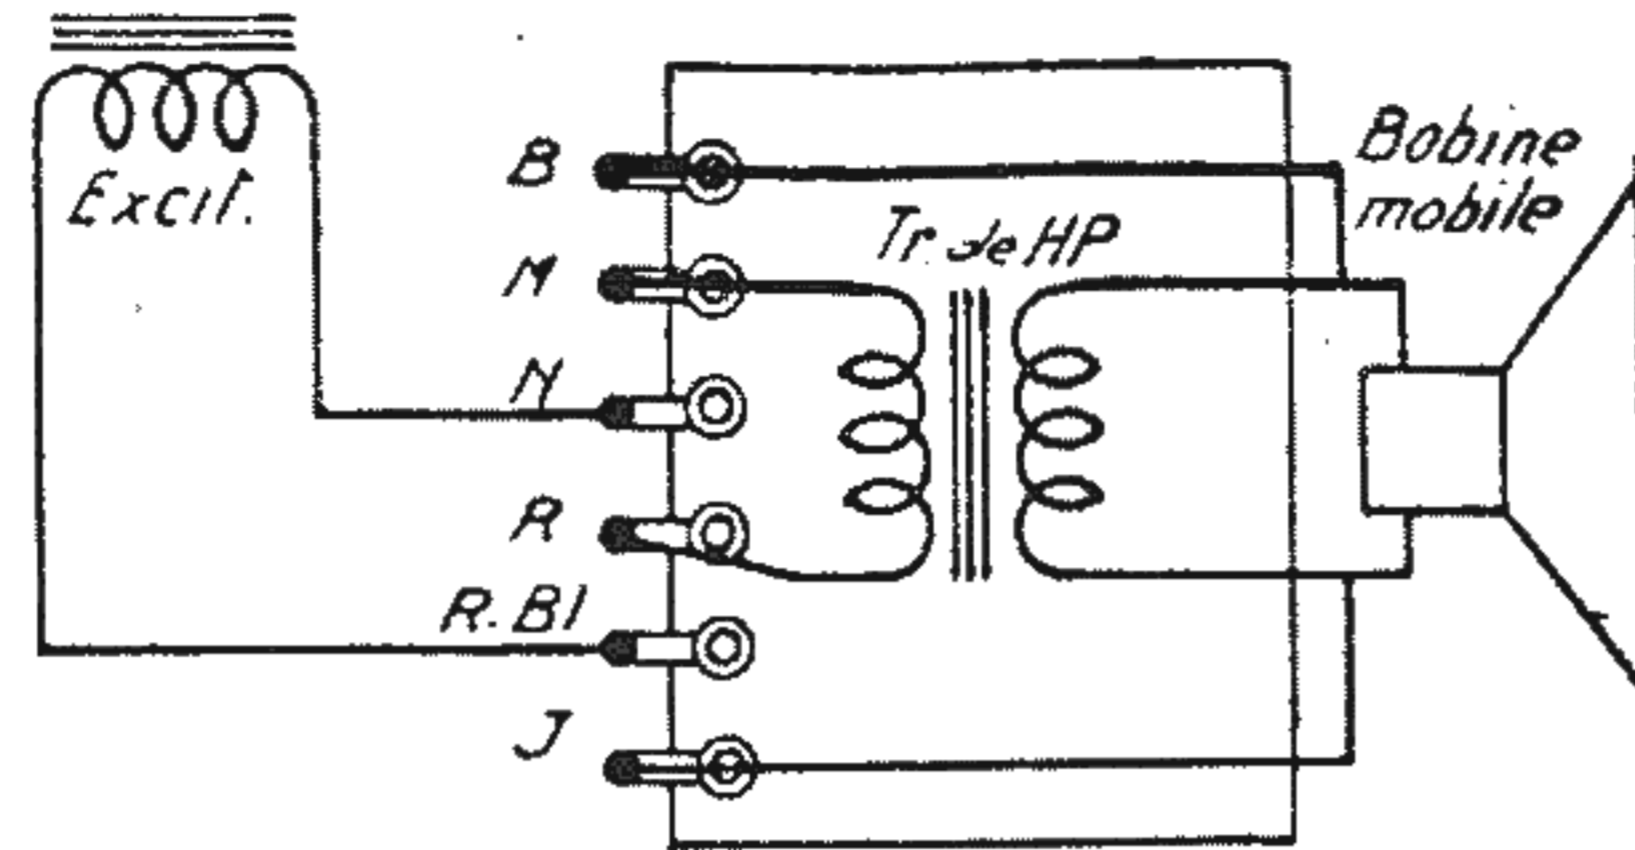 Excit.
B
M
N
R
R.Bl
J
Tr. de HP
Bobine
mobile